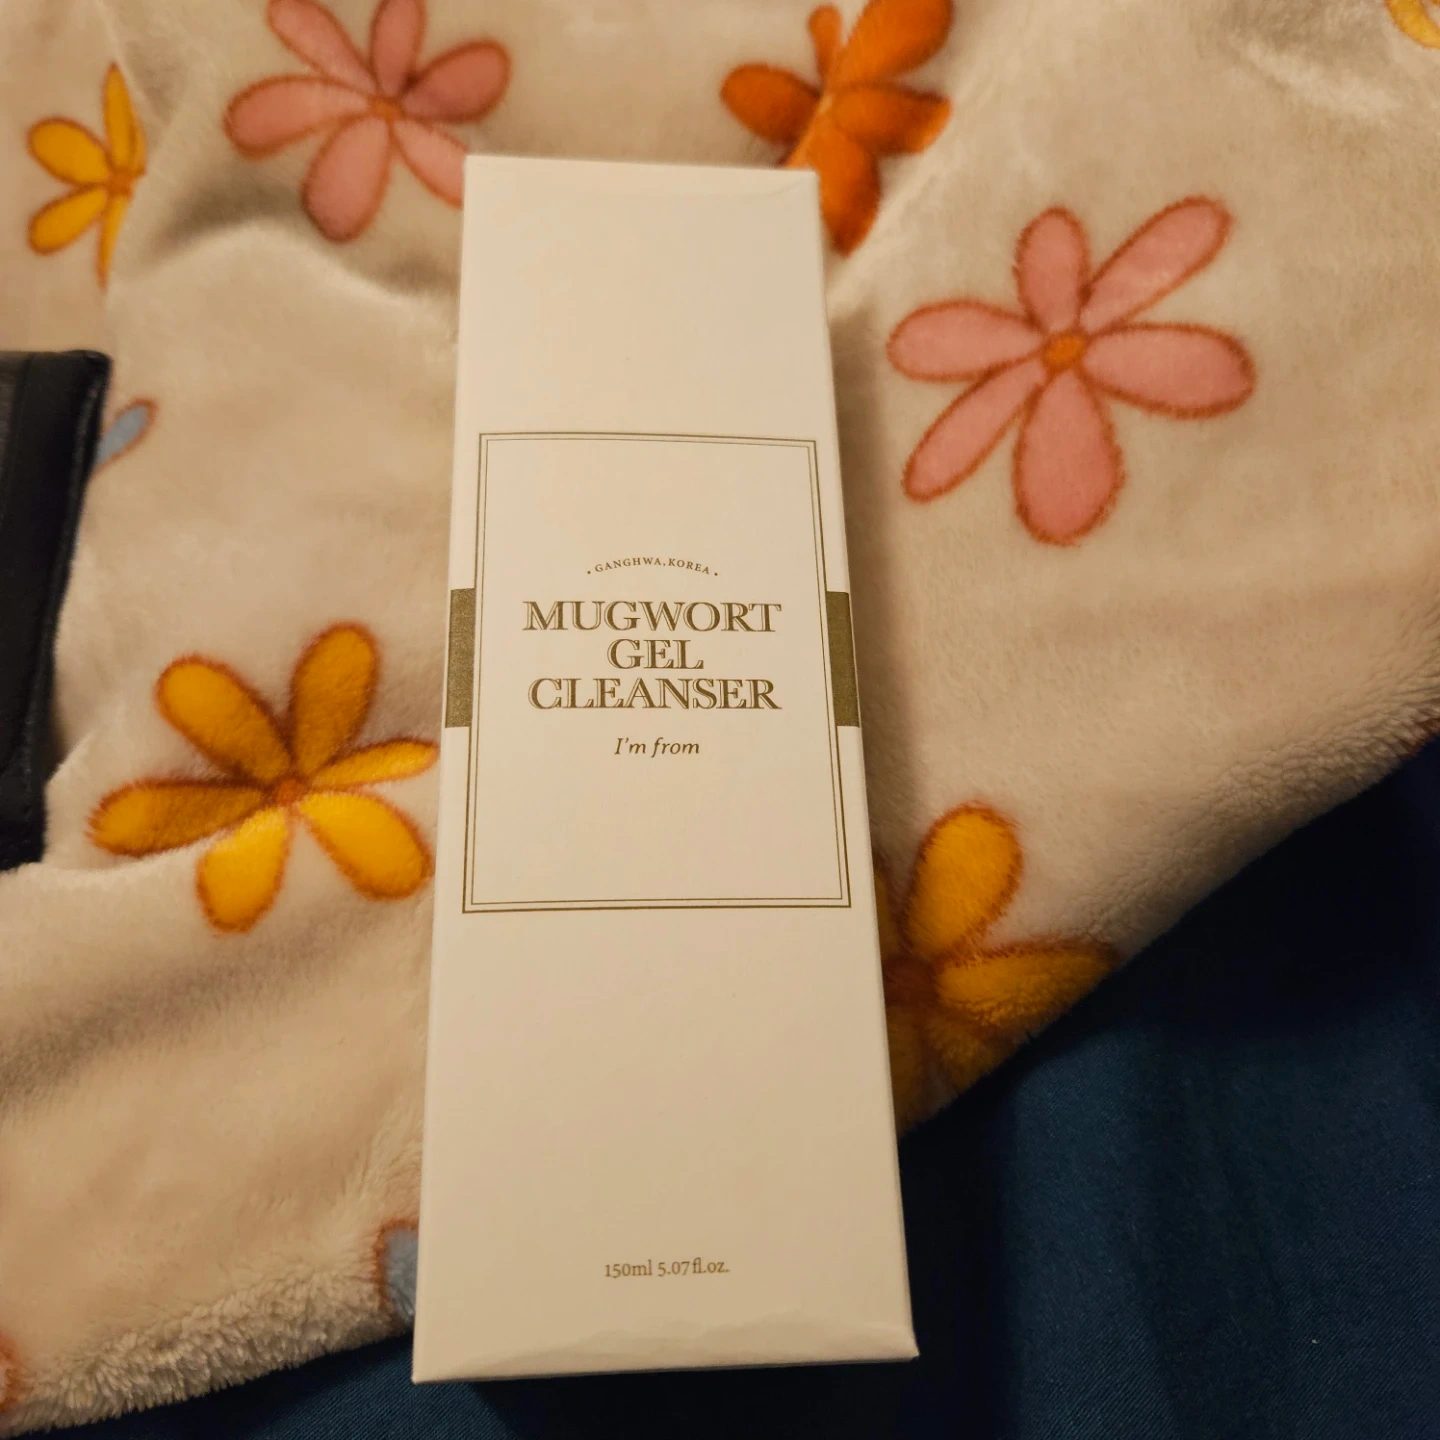 • GANGHWA.KOREA •
MUGWORT
GEL
CLEANSER
I'm from
150ml 5.07fl.oz.